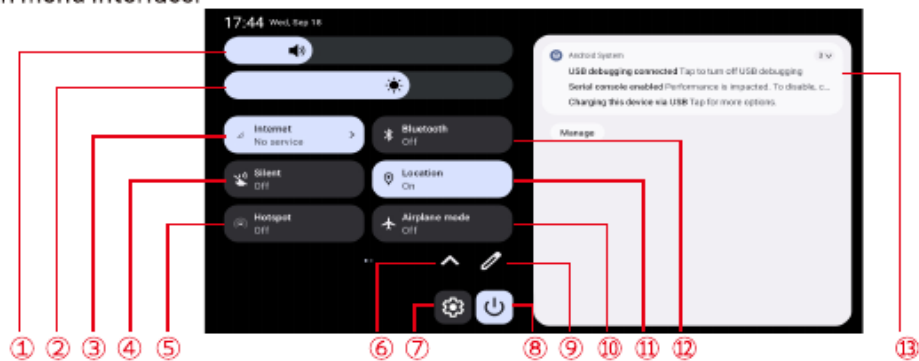 n menu interface.
17:44 Wed, Sep 18
Android System
3
USB debugging connected Tap to turn off USB debugging
Serial console enabled Performance is impacted. To disable, c...
Charging this device via USB Tap for more options.
Manage
Internet
No service
Bluetooth
Off
Silent
Off
Location
On
Hotspot
Off
Airplane mode
Off
① ② ③ ④ ⑤ ⑥ ⑦ ⑧ ⑨ ⑩ ⑪ ⑫ ⑬